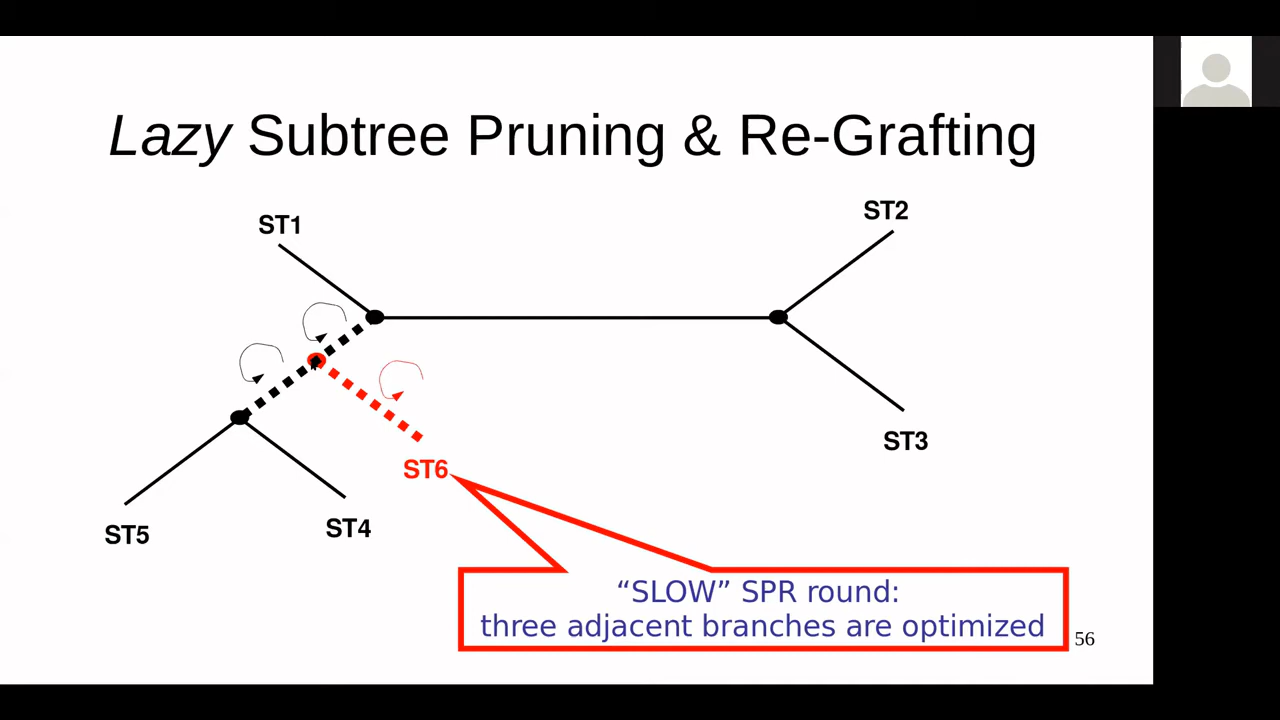 Lazy Subtree Pruning & Re-Grafting
ST1
ST2
ST3
ST6
ST5
ST4
“SLOW” SPR round:
three adjacent branches are optimized
56